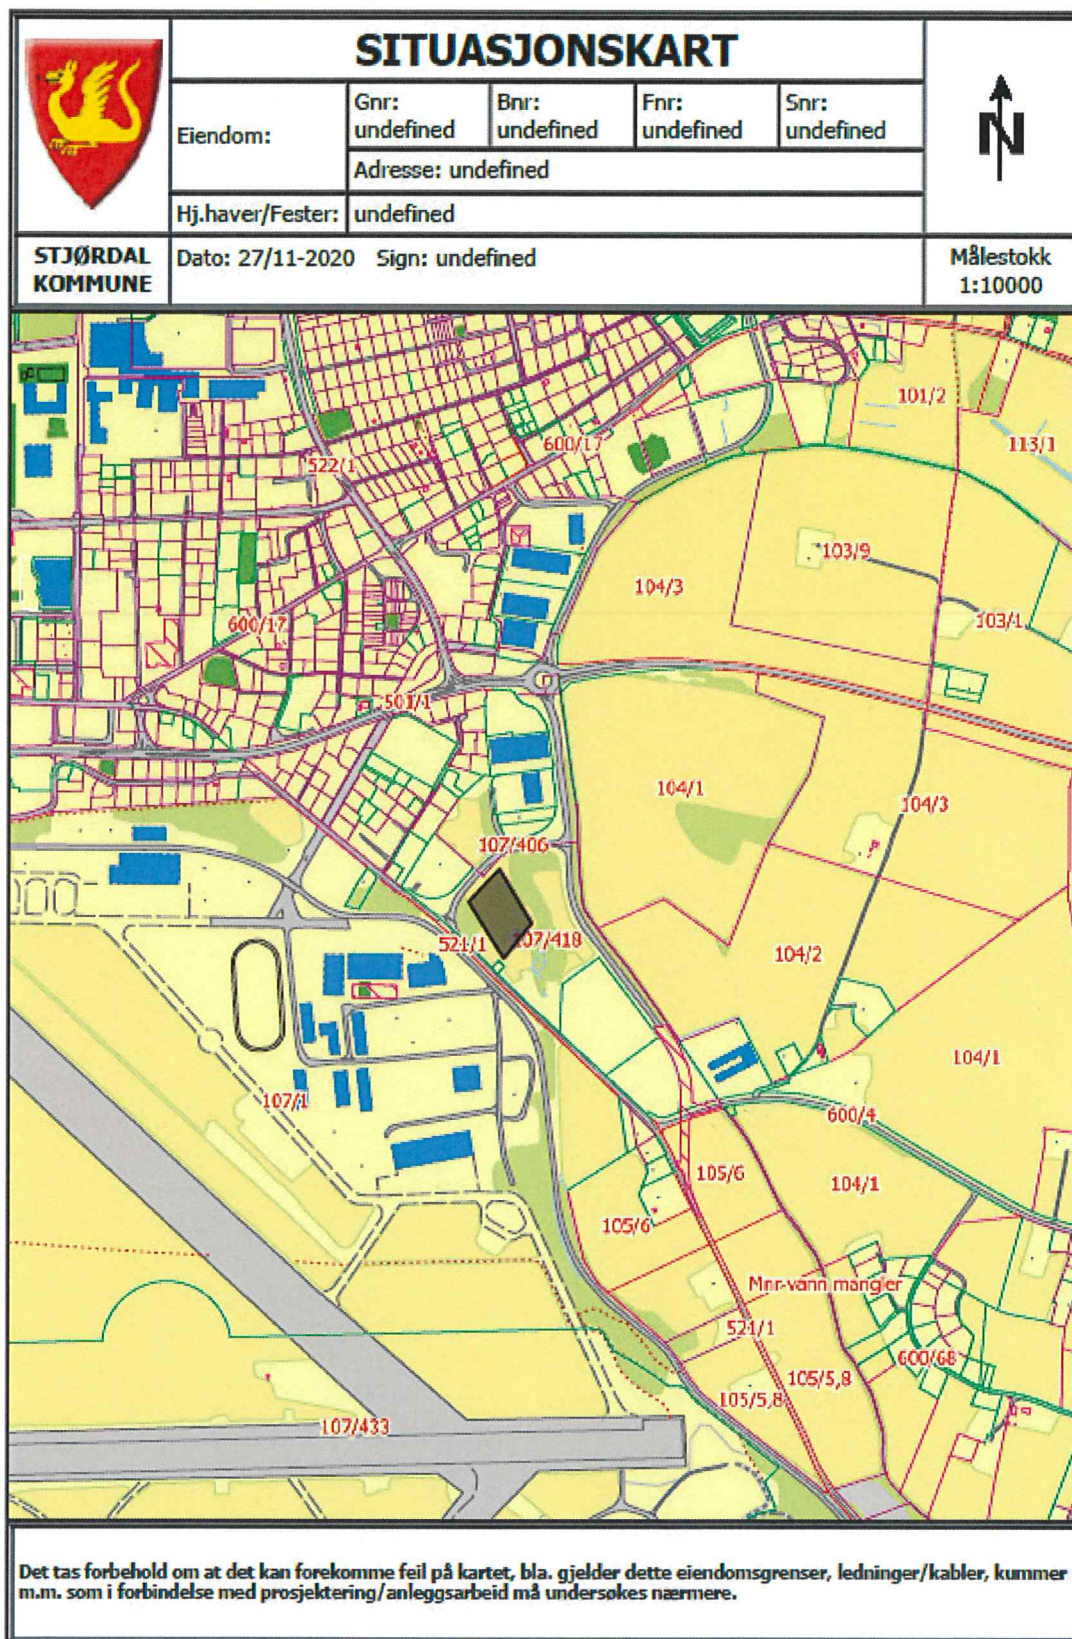 SITUASJONSKART
Eiendom:
Gnr:
undefined
Bnr:
undefined
Fnr:
undefined
Snr:
undefined
Adresse: undefined
Hj.haver/Fester: undefined
N
STJØRDAL
KOMMUNE
Dato: 27/11-2020 Sign: undefined
Målestokk
1:10000
101/2
113/1
600/17
522/1
103/9
104/3
103/1
600/17
501/1
104/1
104/3
107/406
521/1
107/418
104/2
104/1
107/1
600/4
105/6
104/1
105/6
Mnr-vann mangler
521/1
600/68
105/5,8
105/5,8
107/433
Det tas forbehold om at det kan forekomme feil på kartet, bla. gjelder dette eiendomsgrenser, ledninger/kabler, kummer
m.m. som i forbindelse med prosjektering/anleggsarbeid må undersøkes nærmere.